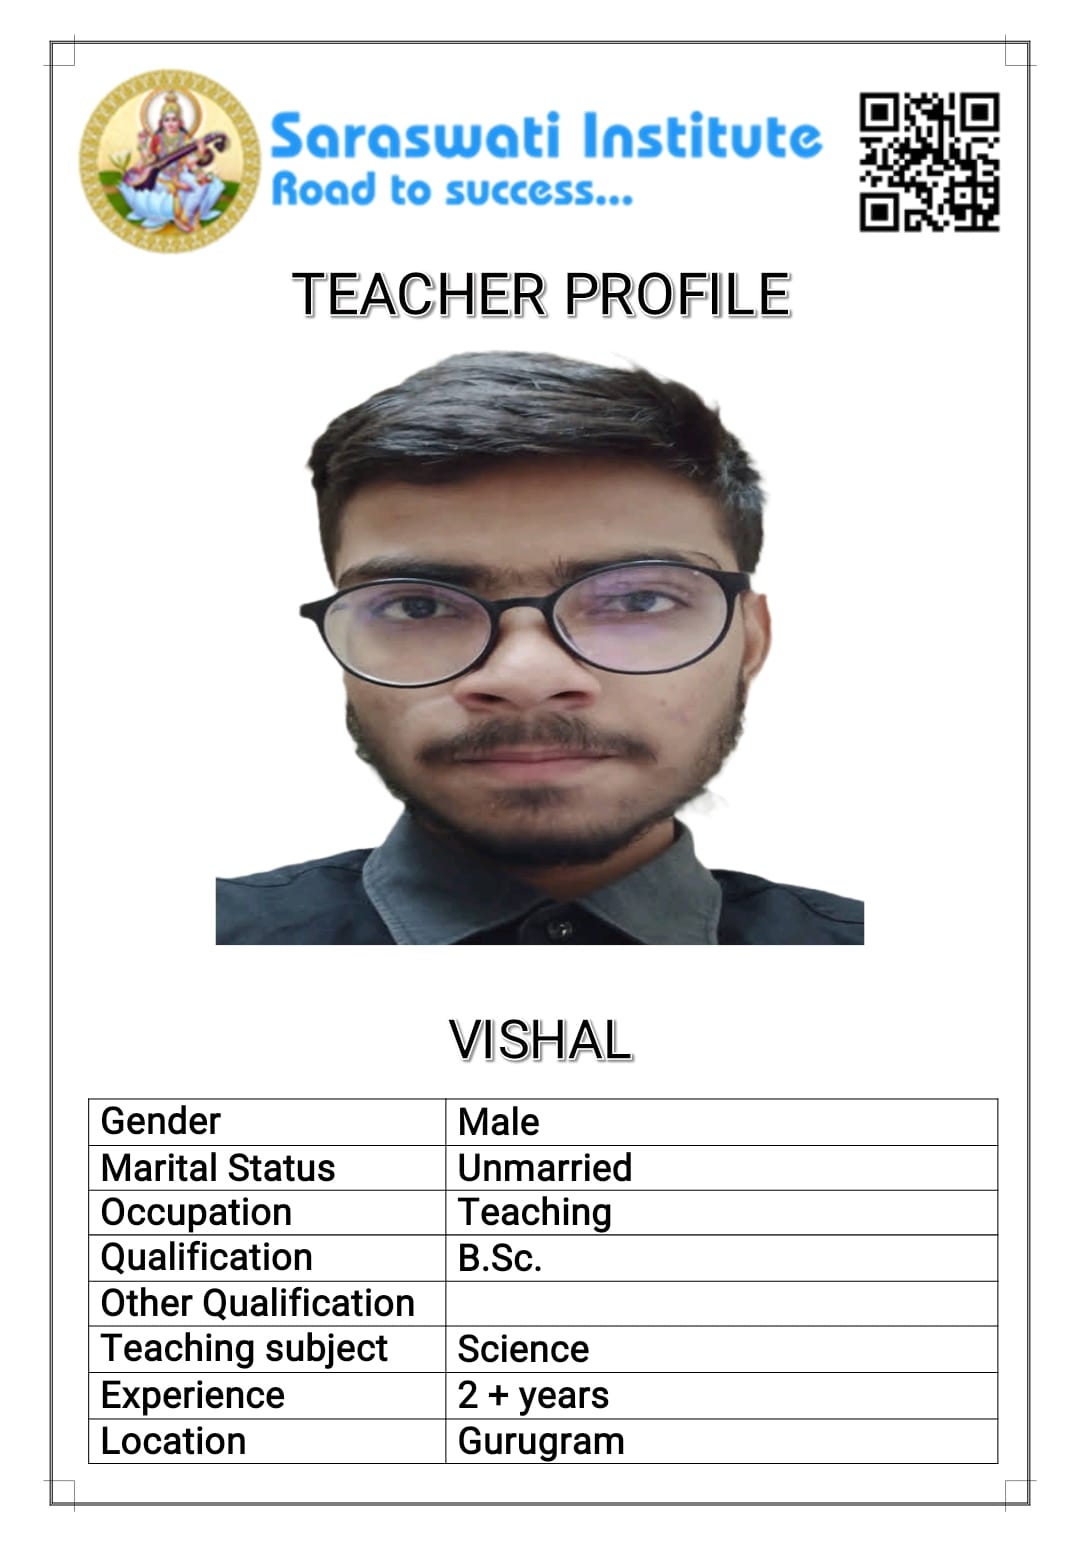 Saraswati Institute
Road to success...
TEACHER PROFILE
VISHAL
Gender Male
Marital Status Unmarried
Occupation Teaching
Qualification B.Sc.
Other Qualification
Teaching subject Science
Experience 2 + years
Location Gurugram